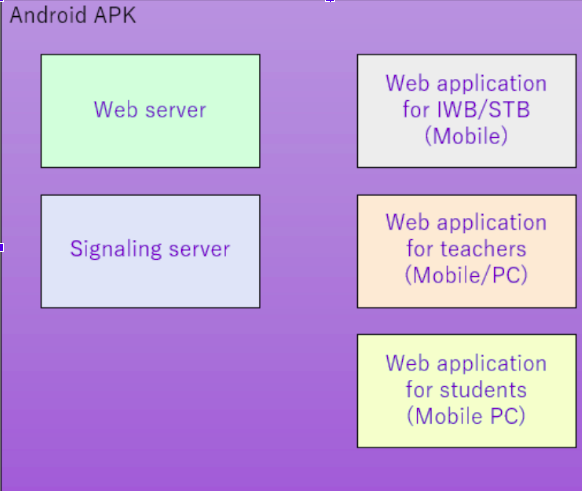 Android APK
Web server
Web application
for IWB/STB
(Mobile)
Signaling server
Web application
for teachers
(Mobile/PC)
Web application
for students
(Mobile PC)